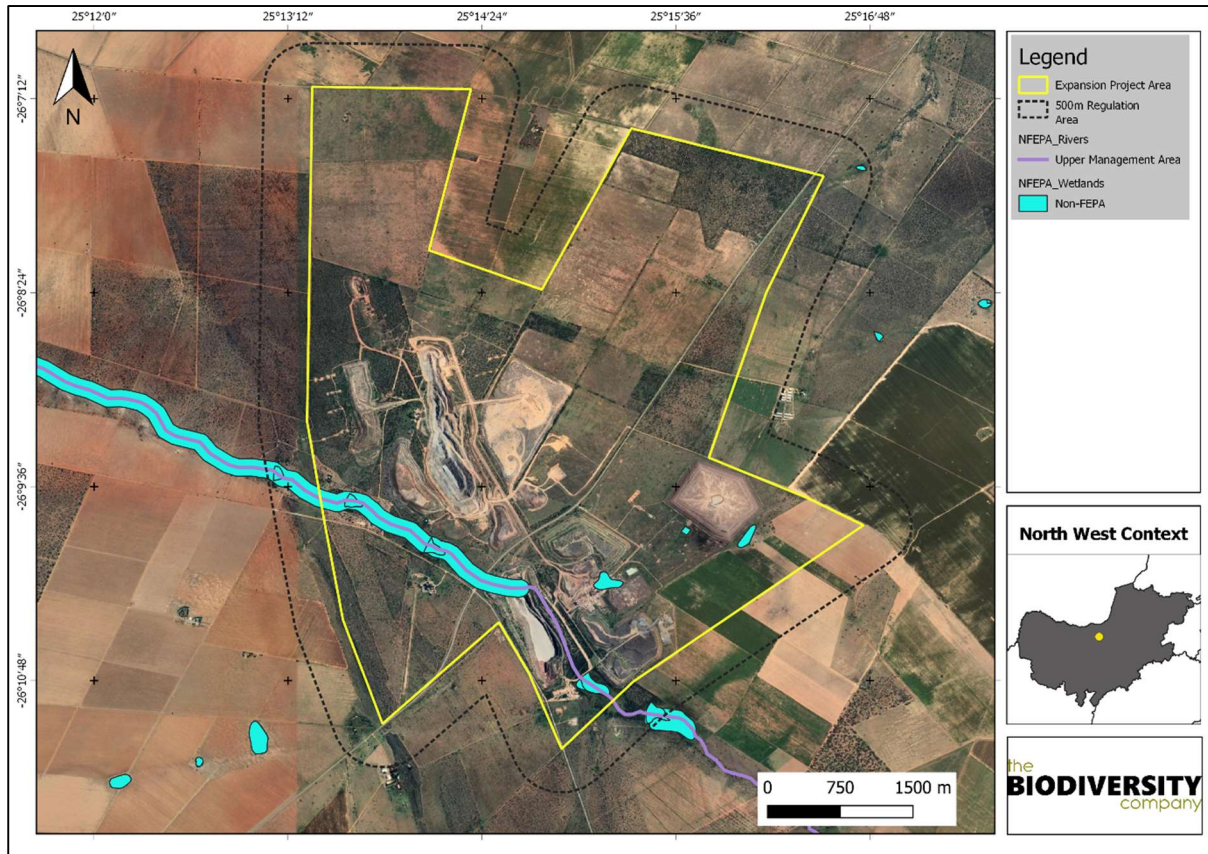 25°12'0" 25°13'12" 25°14'24" 25°15'36" 25°16'48"
-26°7'12"
-26°8'24"
-26°9'36"
-26°10'48"
N
0 750 1500 m
Legend
Expansion Project Area
500m Regulation
Area
NFEPA_Rivers
Upper Management Area
NFEPA_Wetlands
Non-FEPA
North West Context
the
BIODIVERSITY
company